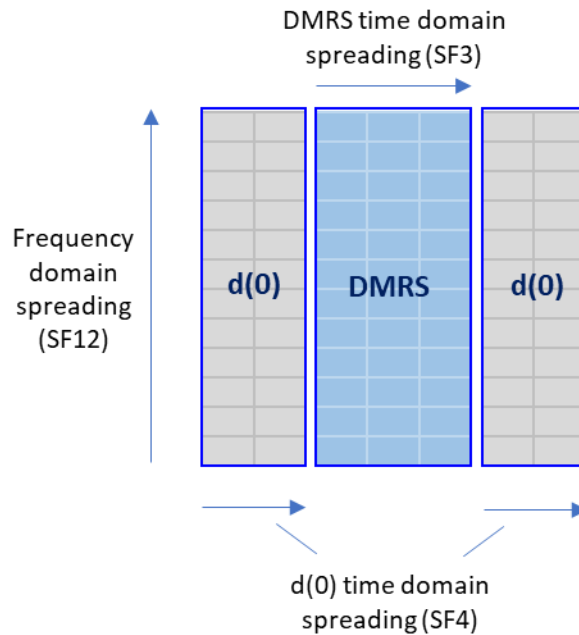 DMRS time domain
spreading (SF3)
Frequency
domain
spreading
(SF12)
d(0)
DMRS
d(0)
d(0) time domain
spreading (SF4)